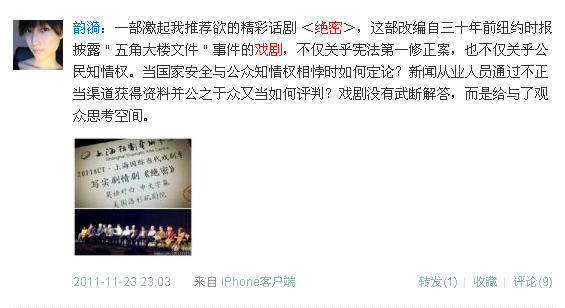 韵漪：一部激起我推荐欲的精彩话剧 ＜绝密＞，这部改编自三十年前纽约时报
披露＂五角大楼文件＂事件的戏剧，不仅关乎宪法第一修正案，也不仅关乎公
民知情权。当国家安全与公众知情权相悖时如何定论？新闻从业人员通过不正
当渠道获得资料并公之于众又当如何评判？戏剧没有武断解答，而是给与了观
众思考空间。
Shanghai Dramatic Arts Centre
2011ACT·上海国际当代戏剧季
写实剧情剧《绝密》
英语对白 中文字幕
美国洛杉矶剧院
2011-11-23 23:03 来自 iPhone客户端 转发(1) | 收藏 | 评论(9)